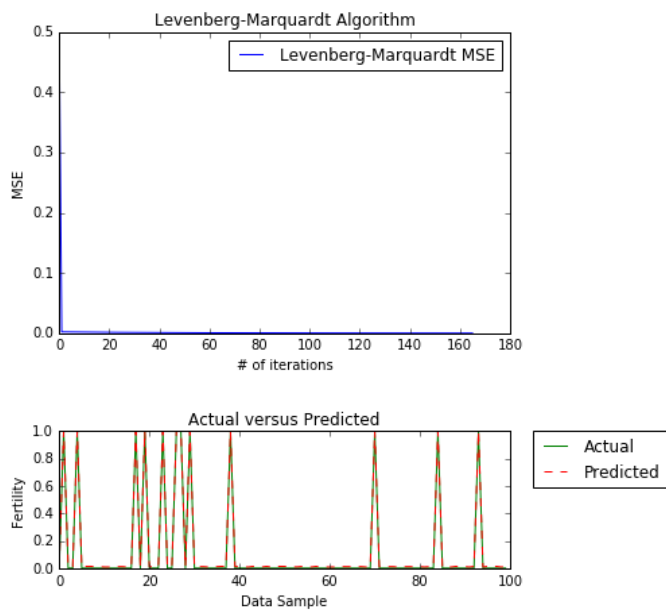 Levenberg-Marquardt Algorithm
0.5
Levenberg-Marquardt MSE
0.4
0.3
MSE
0.2
0.1
0.0
0 20 40 60 80 100 120 140 160 180
# of iterations
Actual versus Predicted
1.0
Actual
0.8
Predicted
0.6
Fertility
0.4
0.2
0.0
0 20 40 60 80 100
Data Sample